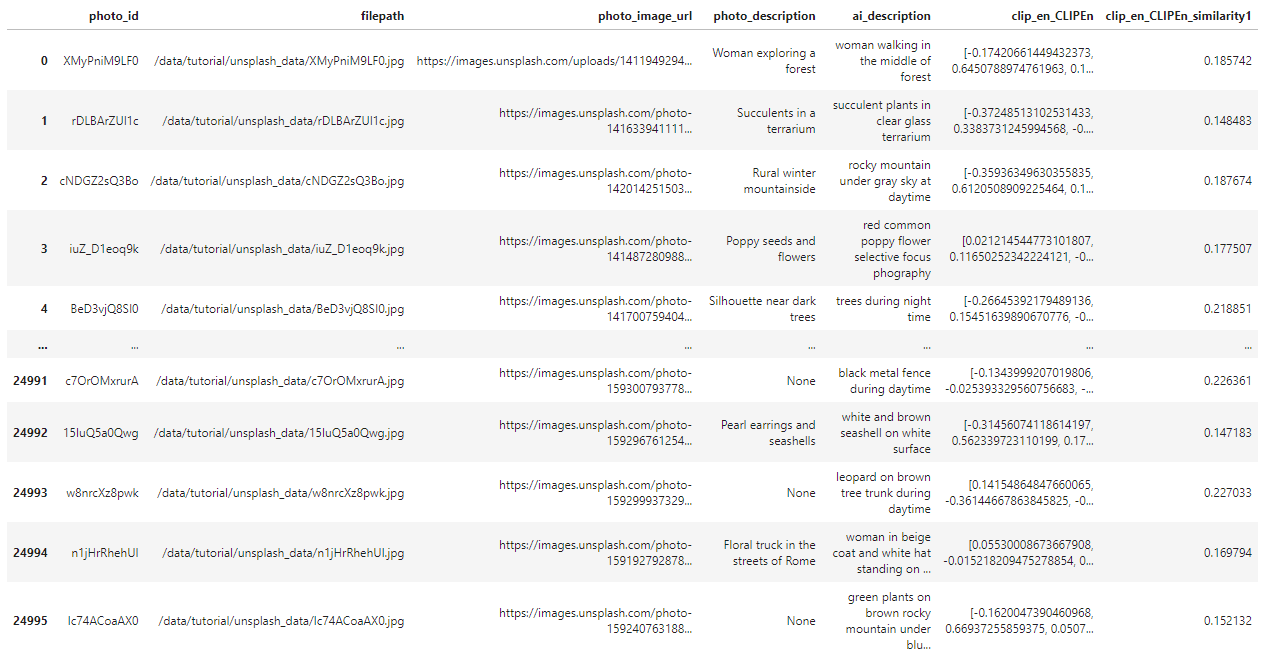 photo_id filepath photo_image_url photo_description ai_description clip_en_CLIPEn clip_en_CLIPEn_similarity1
0 XMyPniM9LF0 /data/tutorial/unsplash_data/XMyPniM9LF0.jpg https://images.unsplash.com/uploads/1411949294... Woman exploring a forest woman walking in the middle of forest [-0.17420661449432373, 0.6450788974761963, 0.1... 0.185742
1 rDLBArZUl1c /data/tutorial/unsplash_data/rDLBArZUl1c.jpg https://images.unsplash.com/photo-141633941111... Succulents in a terrarium succulent plants in clear glass terrarium [-0.37248513102531433, 0.3383731245994568, -0.... 0.148483
2 cNDGZ2sQ3Bo /data/tutorial/unsplash_data/cNDGZ2sQ3Bo.jpg https://images.unsplash.com/photo-142014251503... Rural winter mountainside rocky mountain under gray sky at daytime [-0.35936349630355835, 0.6120508909225464, 0.1... 0.187674
3 iuZ_D1eoq9k /data/tutorial/unsplash_data/iuZ_D1eoq9k.jpg https://images.unsplash.com/photo-141487280988... Poppy seeds and flowers red common poppy flower selective focus phography [0.021214544773101807, 0.11650252342224121, -0... 0.177507
4 BeD3vjQ8SI0 /data/tutorial/unsplash_data/BeD3vjQ8SI0.jpg https://images.unsplash.com/photo-141700759404... Silhouette near dark trees trees during night time [-0.26645392179489136, 0.15451639890670776, -0... 0.218851
... ... ... ... ... ... ... ...
24991 c7OrOMxrurA /data/tutorial/unsplash_data/c7OrOMxrurA.jpg https://images.unsplash.com/photo-159300793778... None black metal fence during daytime [-0.1343999207019806, -0.025393329560756683, -... 0.226361
24992 15IuQ5a0Qwg /data/tutorial/unsplash_data/15IuQ5a0Qwg.jpg https://images.unsplash.com/photo-159296761254... Pearl earrings and seashells white and brown seashell on white surface [-0.31456074118614197, 0.562339723110199, 0.17... 0.147183
24993 w8nrcXz8pwk /data/tutorial/unsplash_data/w8nrcXz8pwk.jpg https://images.unsplash.com/photo-159299937329... None leopard on brown tree trunk during daytime [0.14154864847660065, -0.36144667863845825, -0... 0.227033
24994 n1jHrRhehUI /data/tutorial/unsplash_data/n1jHrRhehUI.jpg https://images.unsplash.com/photo-159192792878... Floral truck in the streets of Rome woman in beige coat and white hat standing on ... [0.05530008673667908, -0.015218209475278854, 0... 0.169794
24995 Ic74ACoaAX0 /data/tutorial/unsplash_data/Ic74ACoaAX0.jpg https://images.unsplash.com/photo-159240763188... None green plants on brown rocky mountain under blu... [-0.1620047390460968, 0.66937255859375, 0.0507... 0.152132